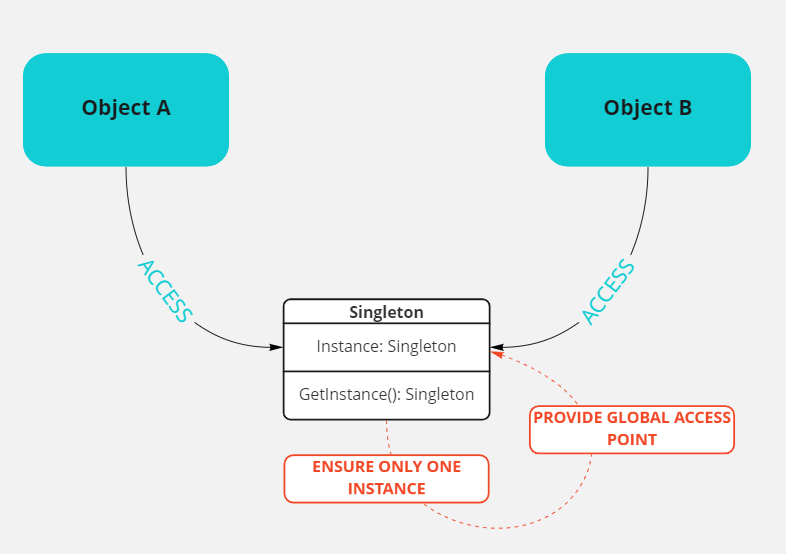 Object A
Object B
ACCESS
ACCESS
Singleton
Instance: Singleton
GetInstance(): Singleton
PROVIDE GLOBAL ACCESS
POINT
ENSURE ONLY ONE
INSTANCE